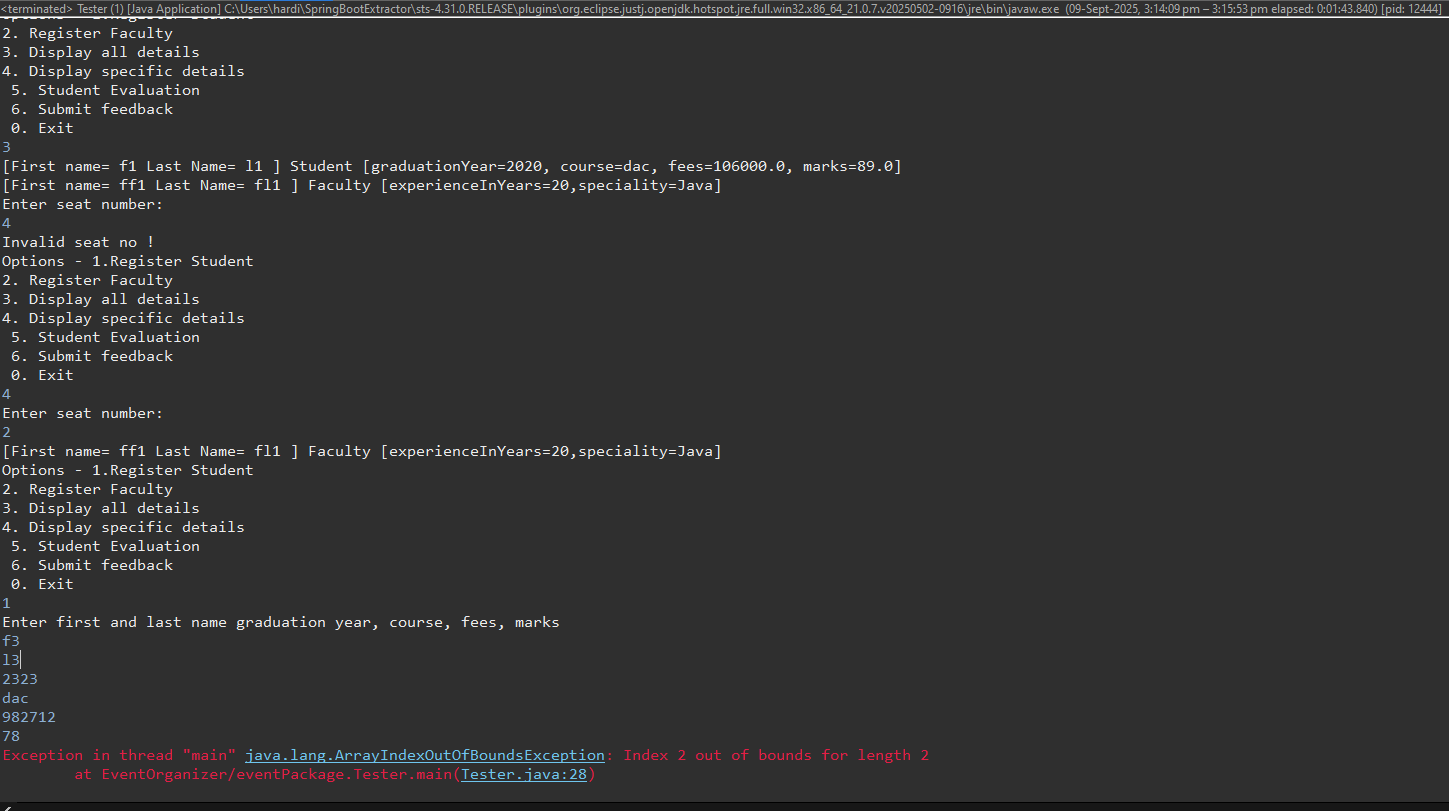 <terminated> Tester (1) [Java Application] C:\Users\hardi\SpringBootExtractor\sts-4.31.0.RELEASE\plugins\org.eclipse.justj.openjdk.hotspot.jre.full.win32.x86_64_21.0.7.v20250502-0916\jre\bin\javaw.exe (09-Sept-2025, 3:14:09 pm – 3:15:53 pm elapsed: 0:01:43.840) [pid: 12444]
Options - 1.Register Student
2. Register Faculty
3. Display all details
4. Display specific details
 5. Student Evaluation
 6. Submit feedback
 0. Exit
3
[First name= f1 Last Name= l1 ] Student [graduationYear=2020, course=dac, fees=106000.0, marks=89.0]
[First name= ff1 Last Name= fl1 ] Faculty [experienceInYears=20,speciality=Java]
Enter seat number:
4
Invalid seat no !
Options - 1.Register Student
2. Register Faculty
3. Display all details
4. Display specific details
 5. Student Evaluation
 6. Submit feedback
 0. Exit
4
Enter seat number:
2
[First name= ff1 Last Name= fl1 ] Faculty [experienceInYears=20,speciality=Java]
Options - 1.Register Student
2. Register Faculty
3. Display all details
4. Display specific details
 5. Student Evaluation
 6. Submit feedback
 0. Exit
1
Enter first and last name graduation year, course, fees, marks
f3
l3
2323
dac
982712
78
Exception in thread "main" java.lang.ArrayIndexOutOfBoundsException: Index 2 out of bounds for length 2
	at EventOrganizer/eventPackage.Tester.main(Tester.java:28)